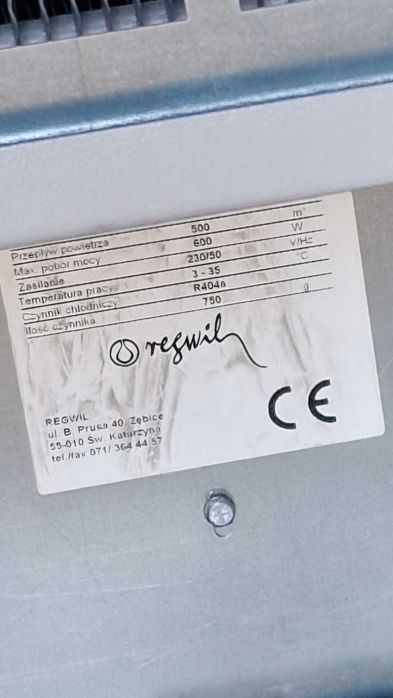 Przepływ powietrza 500 m³
Max. pobór mocy 600 W
Zasilanie 230/50 V/Hz
Temperatura pracy 3 - 35 °C
Czynnik chłodniczy R404a
Ilość czynnika 750 g
regwil
CE
REGWIL
ul. B. Prusa 40, Zębice
55-010 Św. Katarzyna
tel./fax 071/ 364 44 57